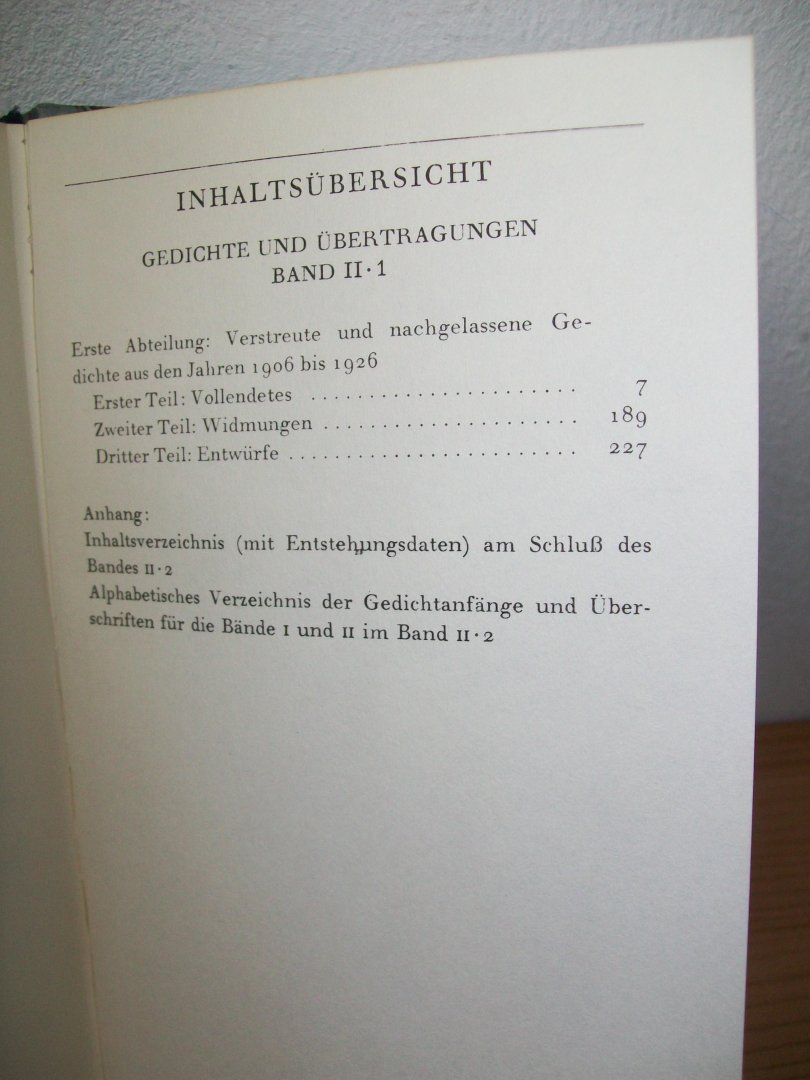 INHALTSÜBERSICHT
GEDICHTE UND ÜBERTRAGUNGEN
BAND II·1
Erste Abteilung: Verstreute und nachgelassene Ge-
dichte aus den Jahren 1906 bis 1926
Erster Teil: Vollendetes . . . . . . . . . . . . . . . . . . . . . . 7
Zweiter Teil: Widmungen . . . . . . . . . . . . . . . . . . . . . 189
Dritter Teil: Entwürfe . . . . . . . . . . . . . . . . . . . . . . . . 227
Anhang:
Inhaltsverzeichnis (mit Entstehungsdaten) am Schluß des
Bandes II·2
Alphabetisches Verzeichnis der Gedichtanfänge und Über-
schriften für die Bände I und II im Band II·2